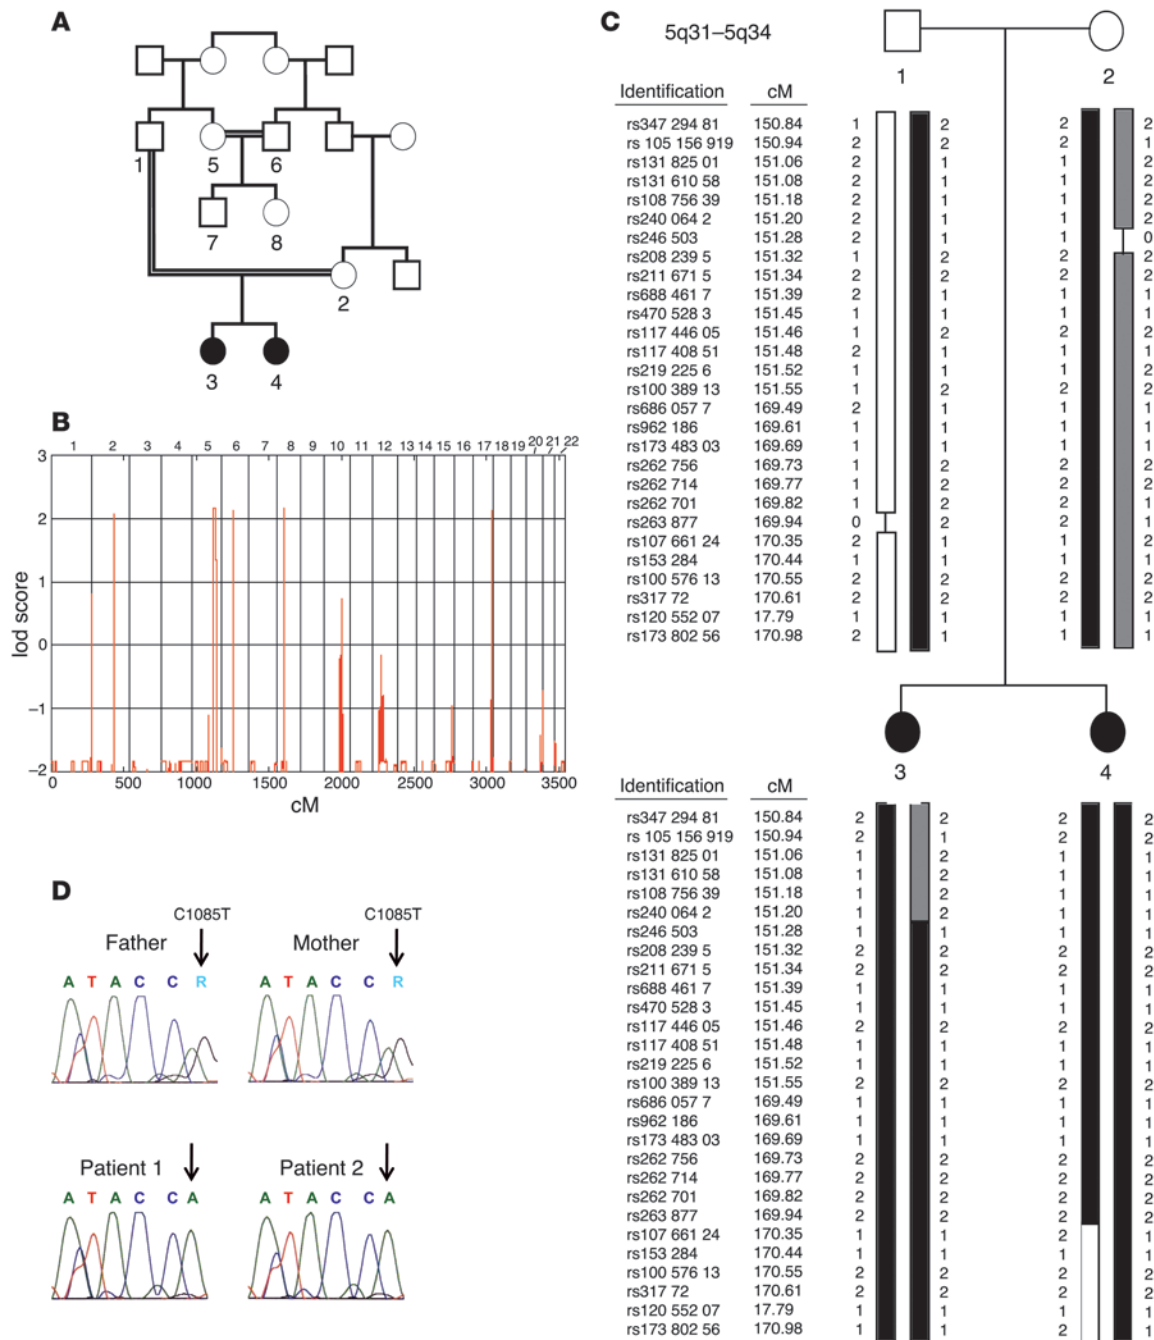 A
1
5
6
7
8
2
3
4
B
1 2 3 4 5 6 7 8 9 10 11 12 13 14 15 16 17 18 19 20 21 22
3
2
1
0
–1
–2
lod score
0 500 1000 1500 2000 2500 3000 3500
cM
C
5q31–5q34
1
2
Identification cM
rs347 294 81 150.84 1 2 2 2
rs 105 156 919 150.94 2 2 2 1
rs131 825 01 151.06 2 1 1 2
rs131 610 58 151.08 2 1 1 2
rs108 756 39 151.18 2 1 1 2
rs240 064 2 151.20 2 1 1 2
rs246 503 151.28 2 1 1 0
rs208 239 5 151.32 1 2 2 2
rs211 671 5 151.34 2 2 2 2
rs688 461 7 151.39 2 1 1 1
rs470 528 3 151.45 1 1 1 1
rs117 446 05 151.46 1 2 2 2
rs117 408 51 151.48 2 1 1 1
rs219 225 6 151.52 1 1 1 2
rs100 389 13 151.55 1 2 2 2
rs686 057 7 169.49 2 1 1 1
rs962 186 169.61 1 1 1 1
rs173 483 03 169.69 1 1 1 1
rs262 756 169.73 1 2 2 2
rs262 714 169.77 1 2 2 2
rs262 701 169.82 1 2 2 1
rs263 877 169.94 0 2 2 1
rs107 661 24 170.35 2 1 1 2
rs153 284 170.44 1 1 1 1
rs100 576 13 170.55 2 2 2 2
rs317 72 170.61 2 2 2 2
rs120 552 07 17.79 1 1 1 1
rs173 802 56 170.98 2 1 1 1
3
4
Identification cM
rs347 294 81 150.84 2 2 2 2
rs 105 156 919 150.94 2 1 2 2
rs131 825 01 151.06 1 2 1 1
rs131 610 58 151.08 1 2 1 1
rs108 756 39 151.18 1 2 1 1
rs240 064 2 151.20 1 2 1 1
rs246 503 151.28 1 1 1 1
rs208 239 5 151.32 2 2 2 2
rs211 671 5 151.34 2 2 2 2
rs688 461 7 151.39 1 1 1 1
rs470 528 3 151.45 1 1 1 1
rs117 446 05 151.46 2 2 2 2
rs117 408 51 151.48 1 1 1 1
rs219 225 6 151.52 1 1 1 1
rs100 389 13 151.55 2 2 2 2
rs686 057 7 169.49 1 1 1 1
rs962 186 169.61 1 1 1 1
rs173 483 03 169.69 1 1 1 1
rs262 756 169.73 2 2 2 2
rs262 714 169.77 2 2 2 2
rs262 701 169.82 2 2 2 2
rs263 877 169.94 2 2 2 2
rs107 661 24 170.35 1 1 2 1
rs153 284 170.44 1 1 1 1
rs100 576 13 170.55 2 2 2 2
rs317 72 170.61 2 2 2 2
rs120 552 07 17.79 1 1 1 1
rs173 802 56 170.98 1 1 2 1
D
C1085T C1085T
Father Mother
A T A C C R A T A C C R
Patient 1 Patient 2
A T A C C A A T A C C A